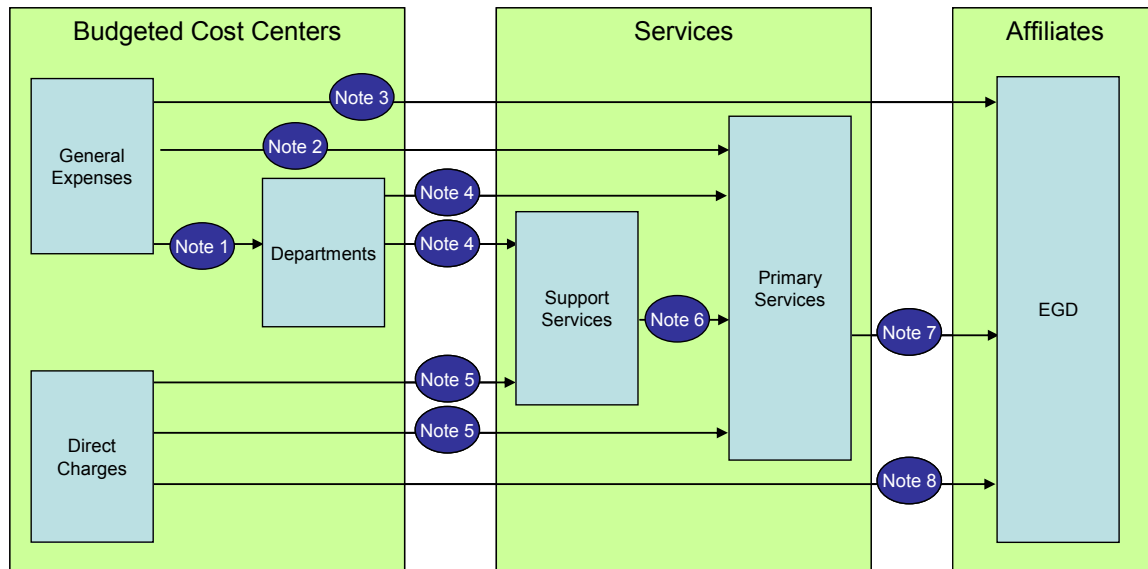 Budgeted Cost Centers
Services
Affiliates
Note 3
General
Expenses
Note 2
Note 4
Note 1
Departments
Note 4
Support
Services
Note 6
Primary
Services
Note 7
EGD
Note 5
Note 5
Direct
Charges
Note 8